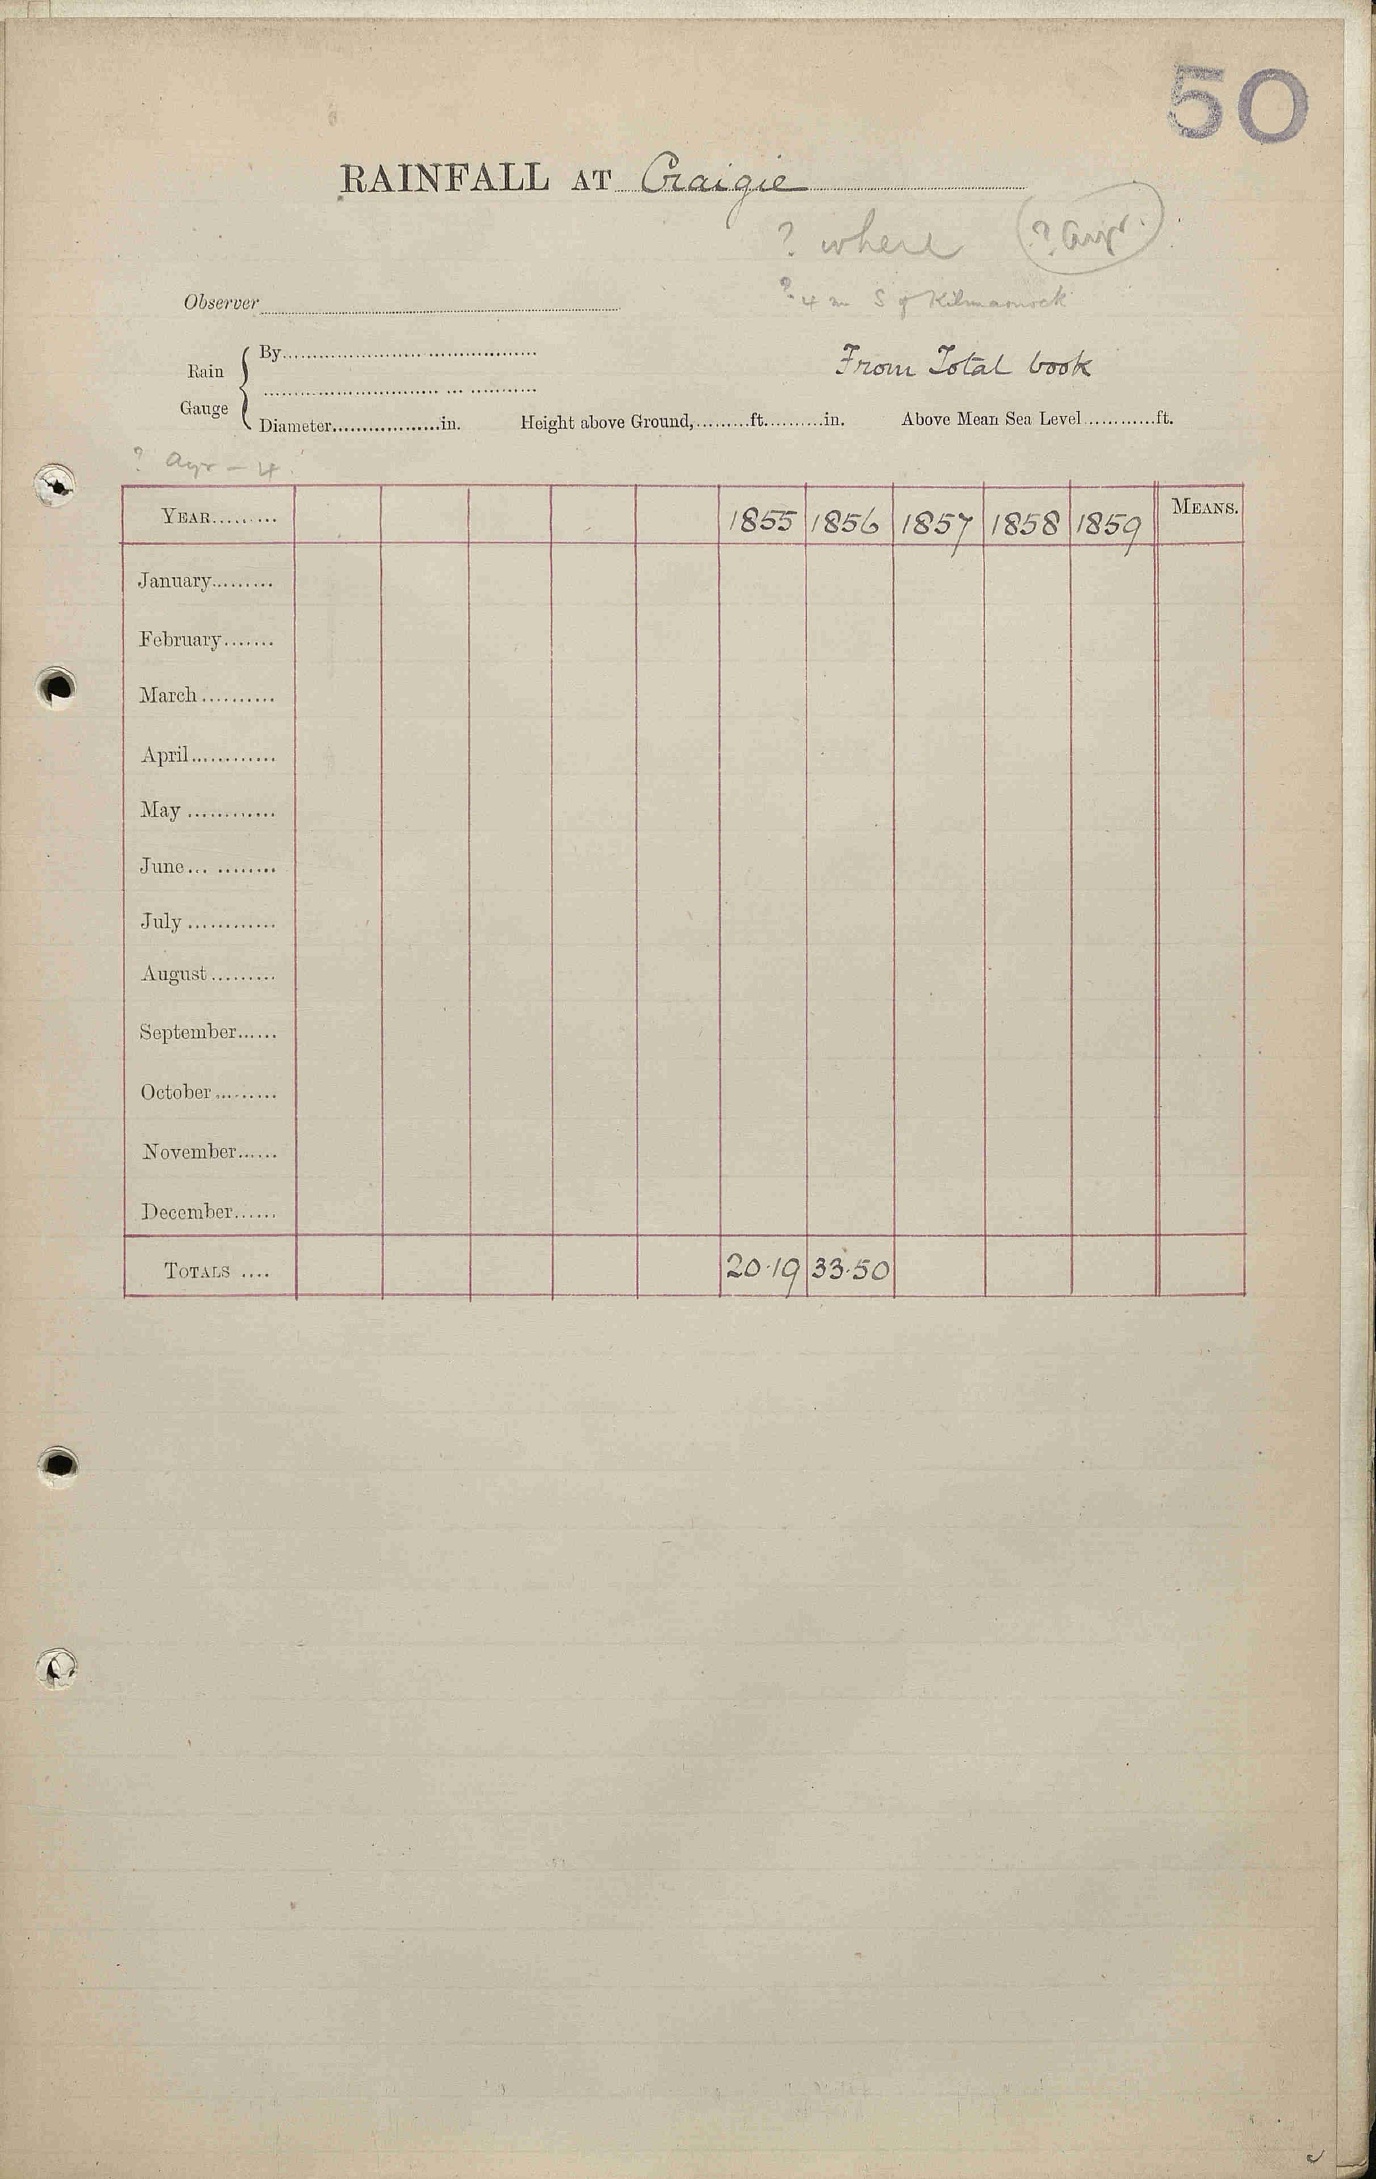 50
RAINFALL AT Craigie
? where (? Ayr.)
Observer
? 4 m S of Kilmarnock
Rain Gauge { By
From Total book
Diameter..................in. Height above Ground,.........ft..........in. Above Mean Sea Level............ft.
? Ayr - 4
YEAR......... 1855 1856 1857 1858 1859 MEANS.
January.........
February.......
March..........
April............
May ............
June... ........
July ............
August .........
September......
October.........
November......
December......
TOTALS .... 20.19 33.50